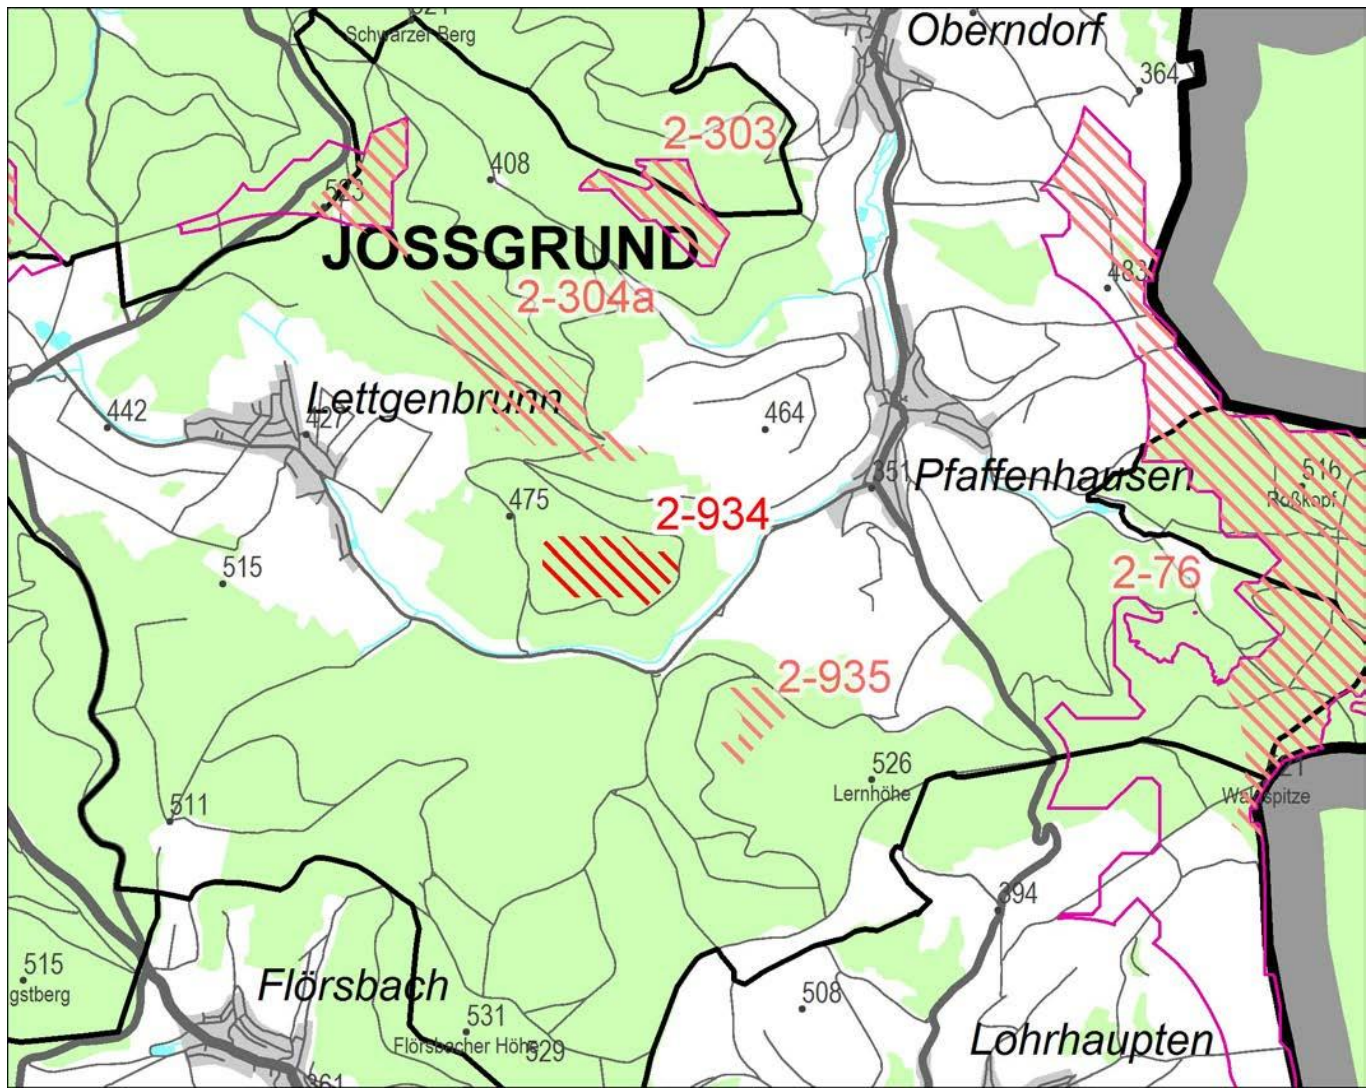 Schwarzer Berg
Oberndorf
364
2-303
408
523
JOSSGRUND
483
2-304a
Lettgenbrunn
442
427
464
351
Pfaffenhausen
516
Roßkopf
475
2-934
515
2-76
2-935
526
Lernhöhe
511
394
515
gstberg
Flörsbach
508
531
Flörsbacher Höhe
529
Lohrhaupten